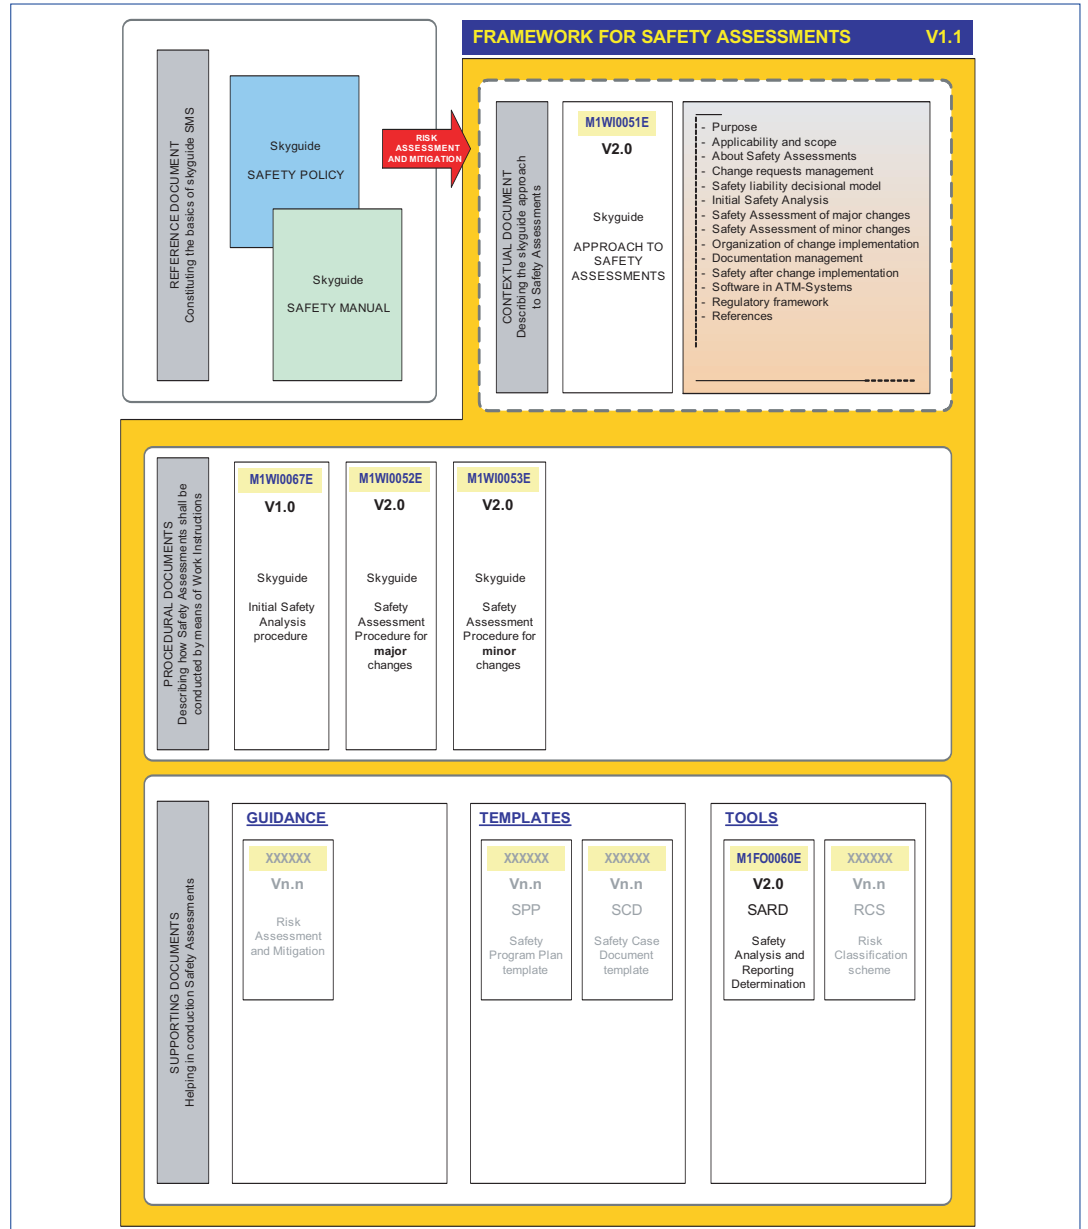 FRAMEWORK FOR SAFETY ASSESSMENTS V1.1
REFERENCE DOCUMENT
Constituting the basics of skyguide SMS
Skyguide
SAFETY POLICY
Skyguide
SAFETY MANUAL
RISK
ASSESSMENT
AND MITIGATION
CONTEXTUAL DOCUMENT
Describing the skyguide approach
to Safety Assessments
M1WI0051E
V2.0
Skyguide
APPROACH TO
SAFETY
ASSESSMENTS
- Purpose
- Applicability and scope
- About Safety Assessments
- Change requests management
- Safety liability decisional model
- Initial Safety Analysis
- Safety Assessment of major changes
- Safety Assessment of minor changes
- Organization of change implementation
- Documentation management
- Safety after change implementation
- Software in ATM-Systems
- Regulatory framework
- References
PROCEDURAL DOCUMENTS
Describing how Safety Assessments shall be
conducted by means of Work Instructions
M1WI0067E
V1.0
Skyguide
Initial Safety
Analysis
procedure
M1WI0052E
V2.0
Skyguide
Safety
Assessment
Procedure for
major
changes
M1WI0053E
V2.0
Skyguide
Safety
Assessment
Procedure for
minor
changes
SUPPORTING DOCUMENTS
Helping in conduction Safety Assessments
GUIDANCE
XXXXXX
Vn.n
Risk
Assessment
and Mitigation
TEMPLATES
XXXXXX
Vn.n
SPP
Safety
Program Plan
template
XXXXXX
Vn.n
SCD
Safety Case
Document
template
TOOLS
M1FO0060E
V2.0
SARD
Safety
Analysis and
Reporting
Determination
XXXXXX
Vn.n
RCS
Risk
Classification
scheme